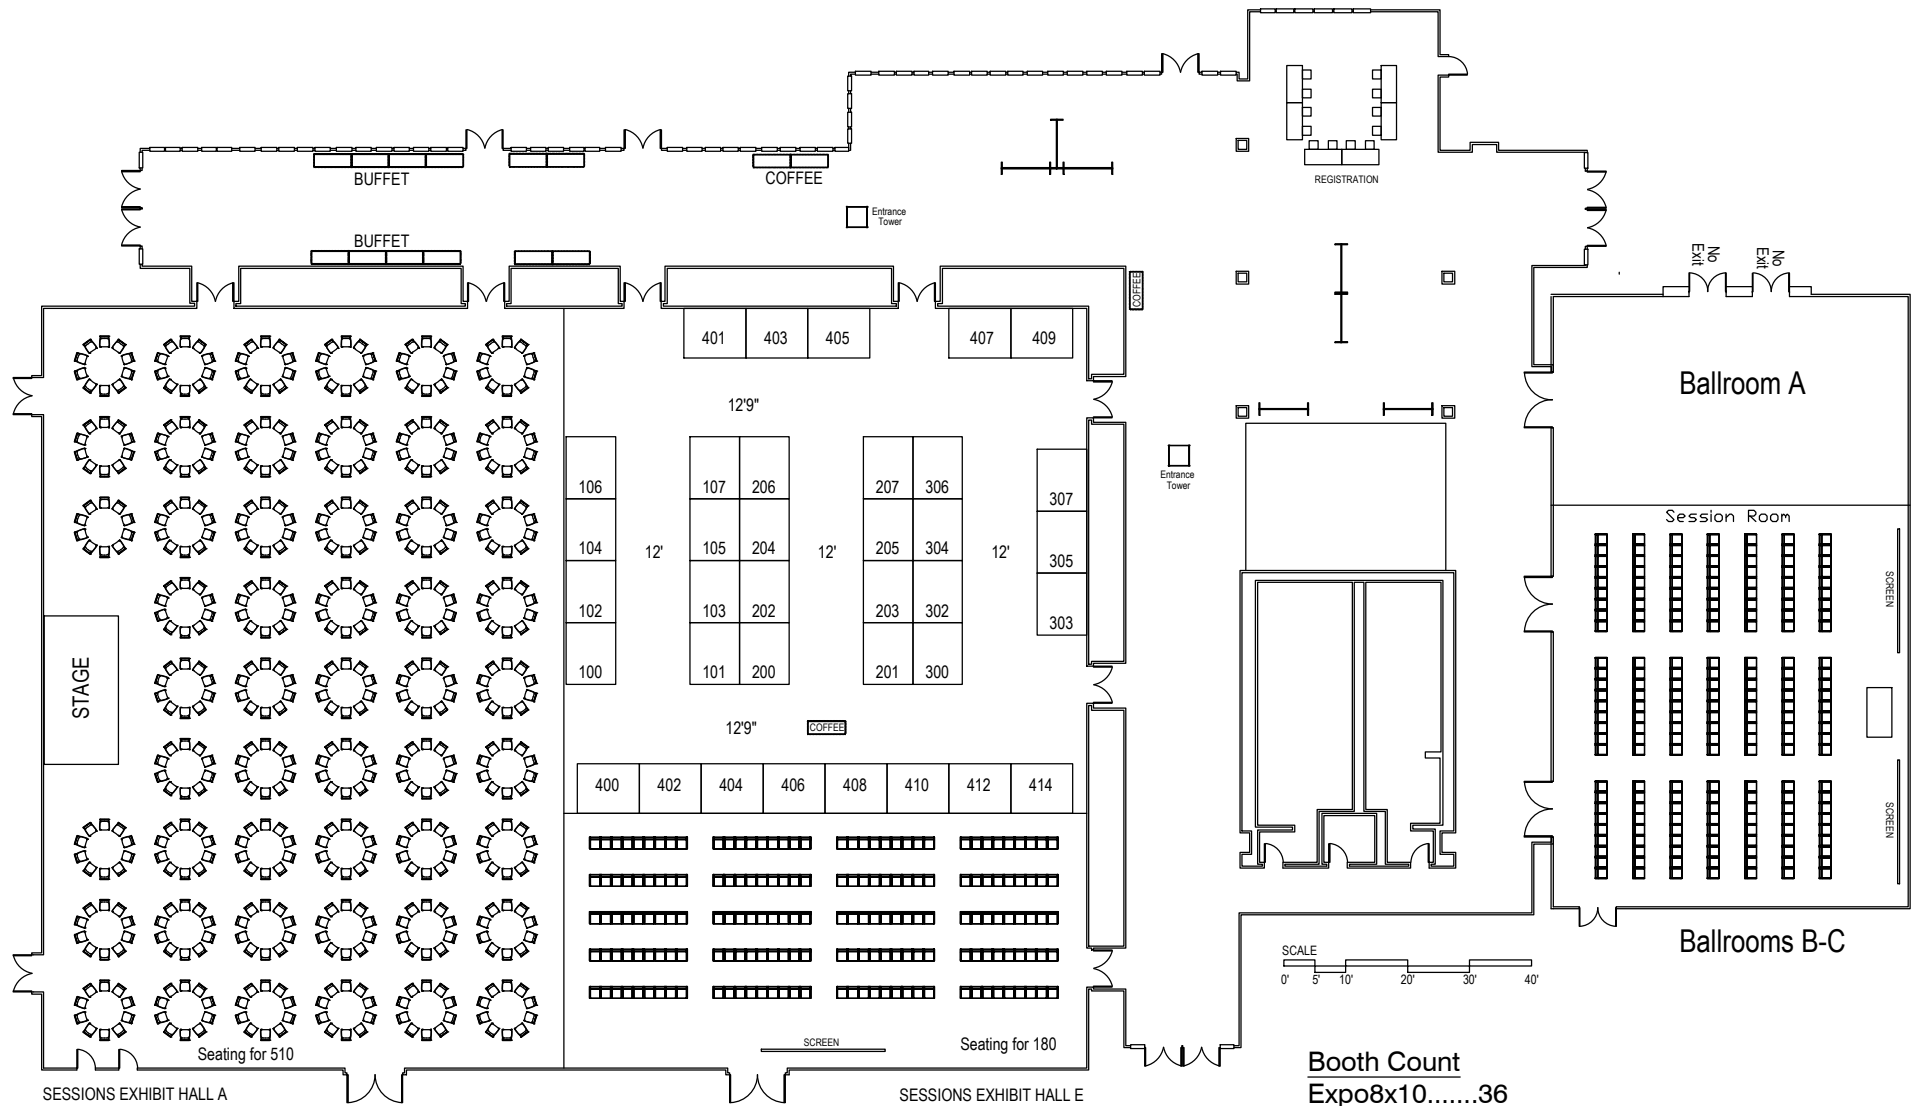 BUFFET
COFFEE
REGISTRATION
Entrance
Tower
BUFFET
No
Exit
No
Exit
COFFEE
401 403 405 407 409
Ballroom A
12'9"
106 107 206 207 306 307
Entrance
Tower
Session Room
104 12' 105 204 12' 205 304 12' 305
SCREEN
102 103 202 203 302 303
STAGE
100 101 200 201 300
12'9" COFFEE
400 402 404 406 408 410 412 414
SCREEN
Ballrooms B-C
SCALE
0' 5' 10' 20' 30' 40'
Seating for 510
SCREEN
Seating for 180
SESSIONS EXHIBIT HALL A
SESSIONS EXHIBIT HALL E
Booth Count
Expo8x10.......36